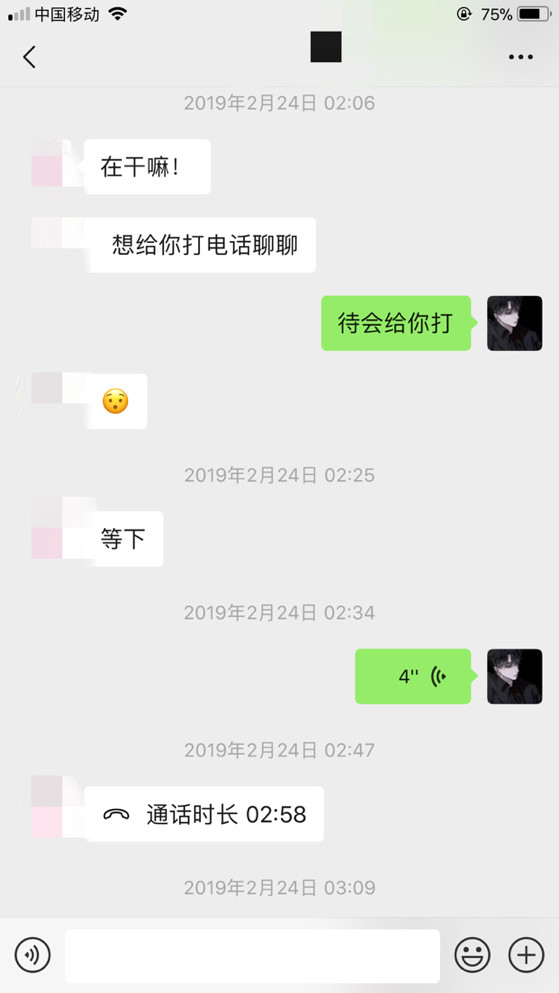 中国移动 75%
2019年2月24日 02:06
在干嘛！
想给你打电话聊聊
待会给你打
2019年2月24日 02:25
等下
2019年2月24日 02:34
4''
2019年2月24日 02:47
通话时长 02:58
2019年2月24日 03:09